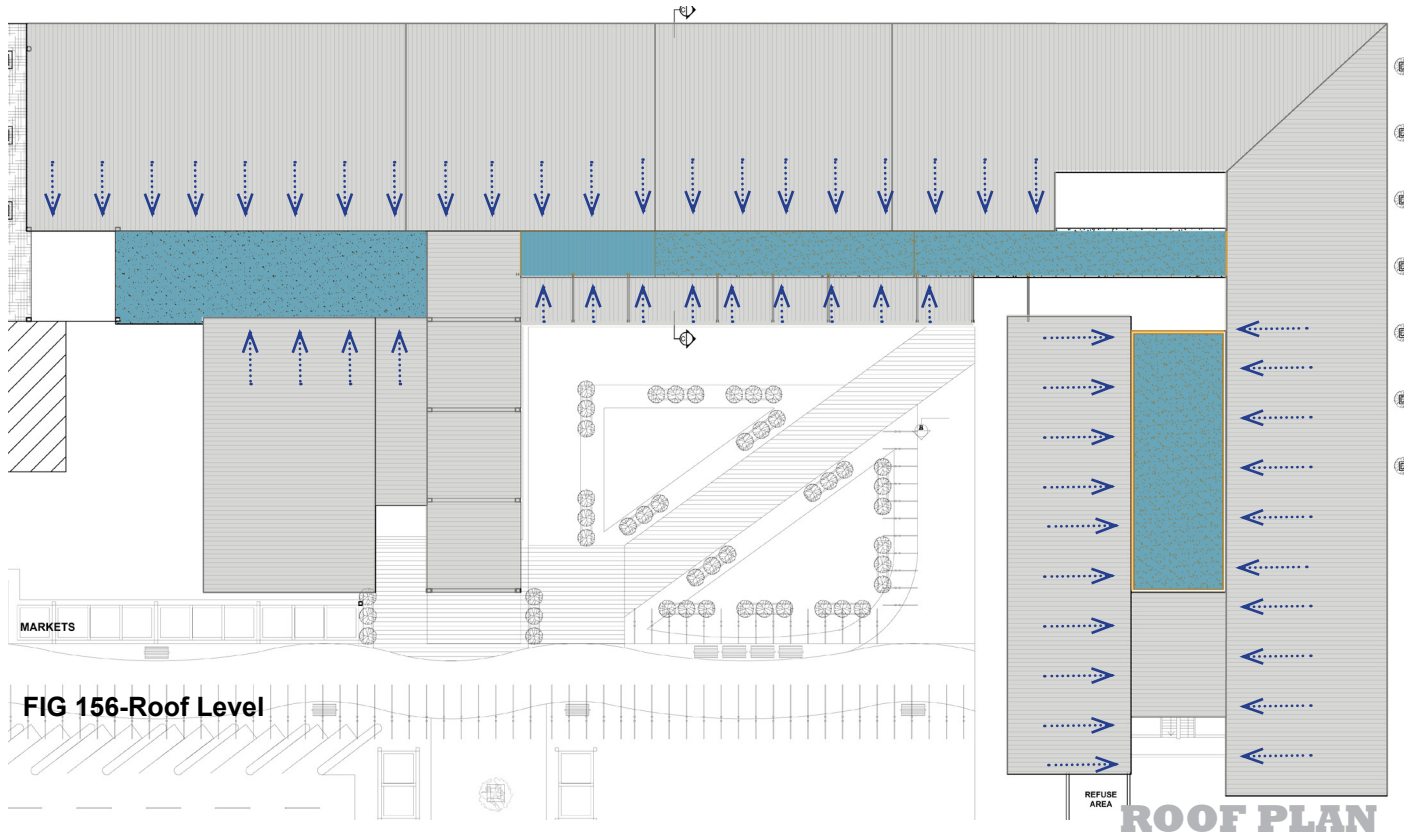 MARKETS
FIG 156-Roof Level
REFUSE
AREA
ROOF PLAN